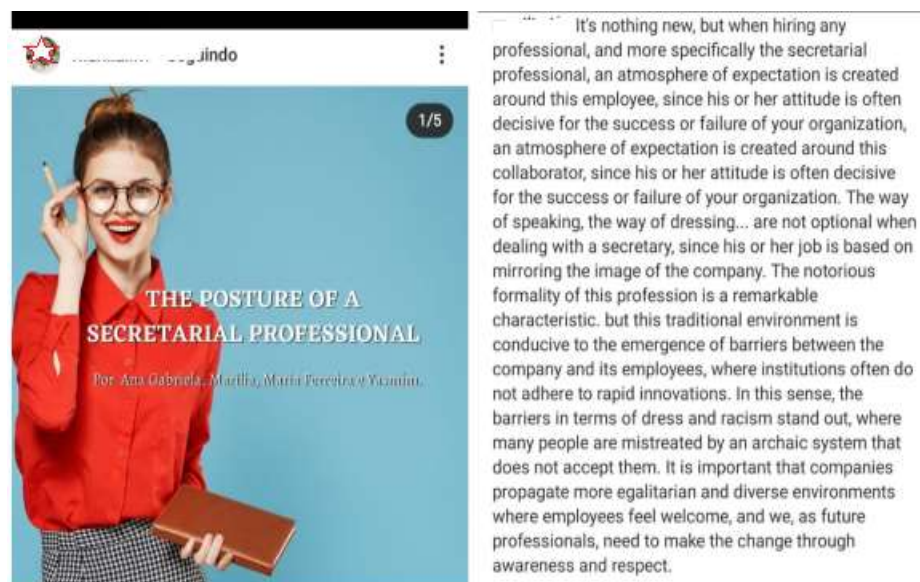 Seguindo
1/5
THE POSTURE OF A
SECRETARIAL PROFESSIONAL
Por: Ana Gabriela, Marília, Maria Ferreira e Yasmim.
It's nothing new, but when hiring any
professional, and more specifically the secretarial
professional, an atmosphere of expectation is created
around this employee, since his or her attitude is often
decisive for the success or failure of your organization,
an atmosphere of expectation is created around this
collaborator, since his or her attitude is often decisive
for the success or failure of your organization. The way
of speaking, the way of dressing... are not optional when
dealing with a secretary, since his or her job is based on
mirroring the image of the company. The notorious
formality of this profession is a remarkable
characteristic. but this traditional environment is
conducive to the emergence of barriers between the
company and its employees, where institutions often do
not adhere to rapid innovations. In this sense, the
barriers in terms of dress and racism stand out, where
many people are mistreated by an archaic system that
does not accept them. It is important that companies
propagate more egalitarian and diverse environments
where employees feel welcome, and we, as future
professionals, need to make the change through
awareness and respect.